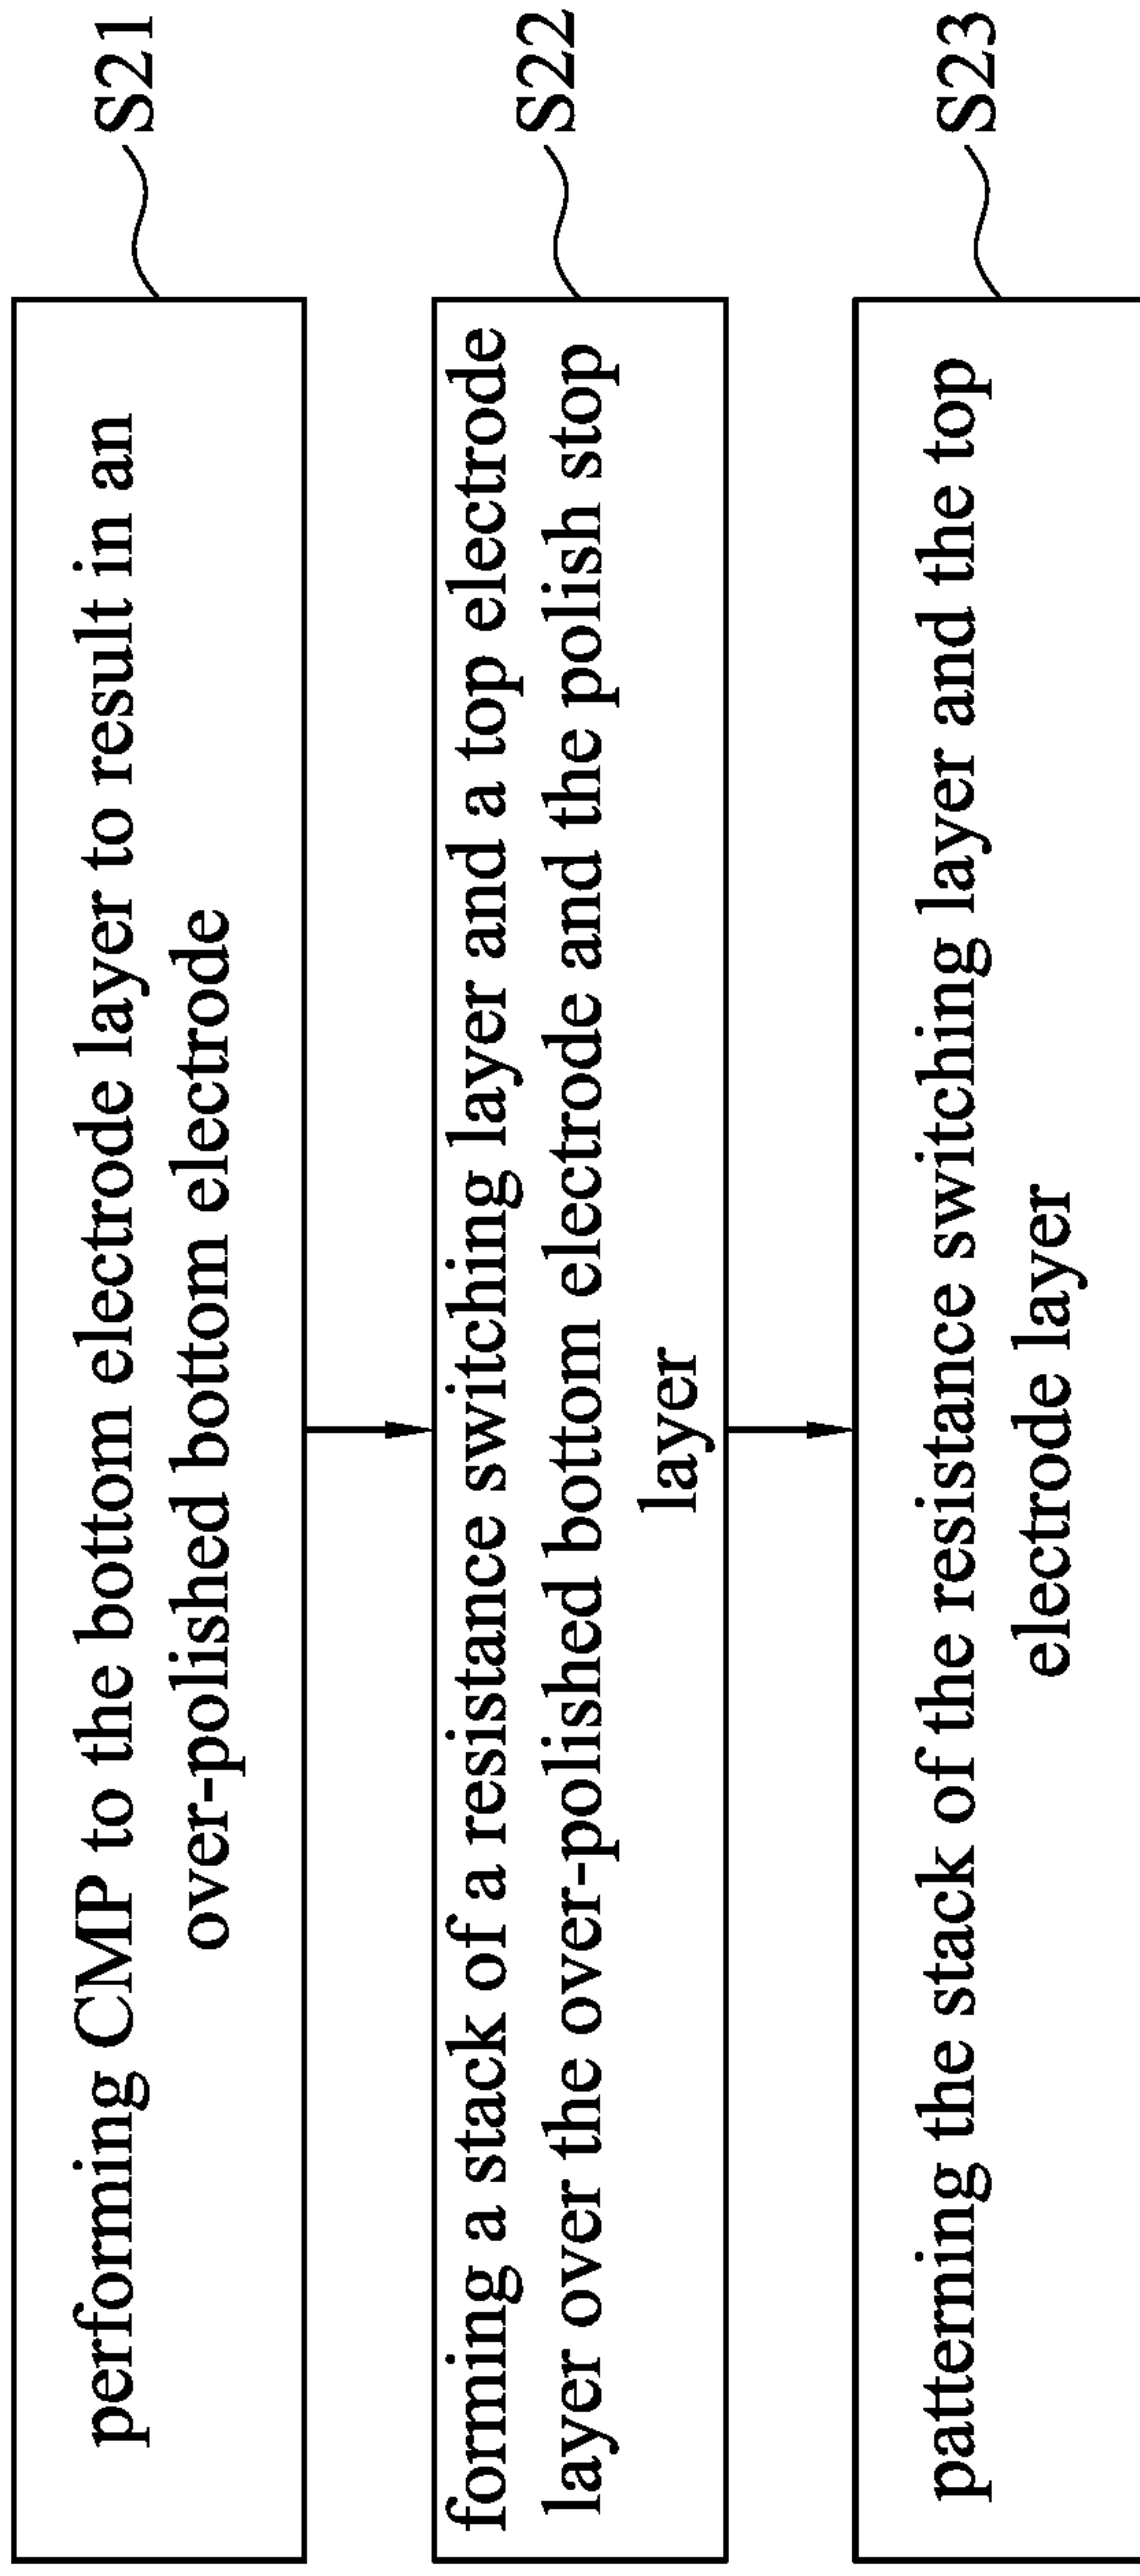 performing CMP to the bottom electrode layer to result in an
over-polished bottom electrode
S21
forming a stack of a resistance switching layer and a top electrode
layer over the over-polished bottom electrode and the polish stop
layer
S22
patterning the stack of the resistance switching layer and the top
electrode layer
S23